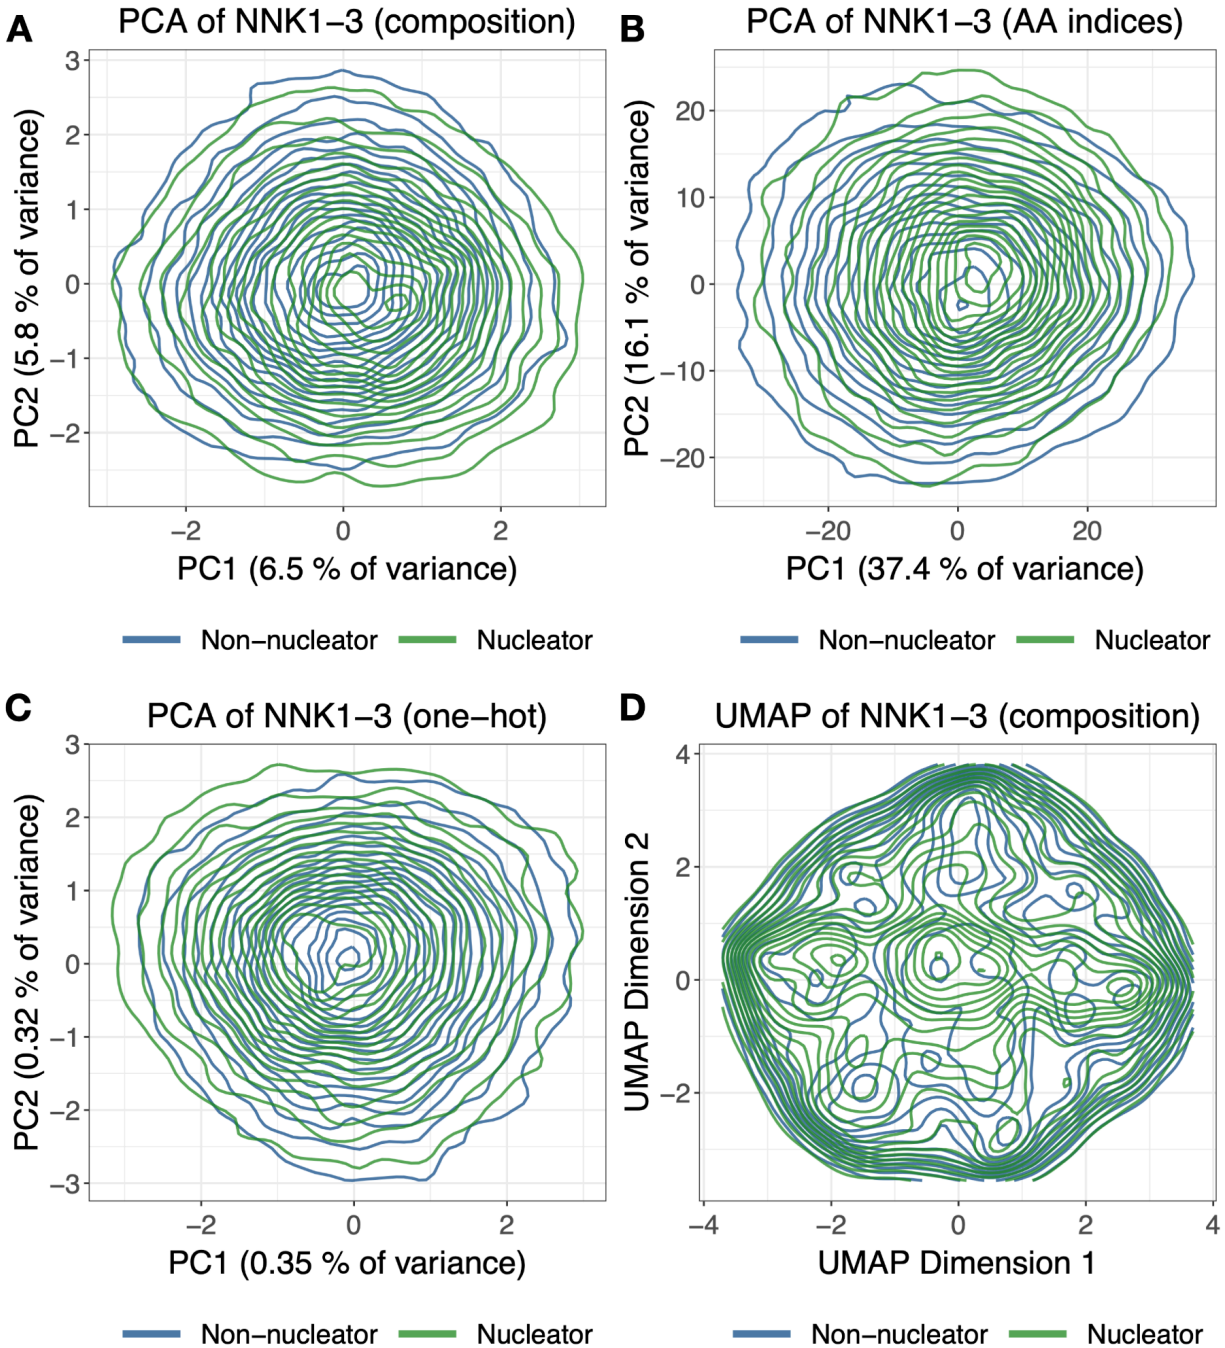 A
PCA of NNK1−3 (composition)
PC2 (5.8 % of variance)
3
2
1
0
−1
−2
−2 0 2
PC1 (6.5 % of variance)
Non−nucleator Nucleator
B
PCA of NNK1−3 (AA indices)
PC2 (16.1 % of variance)
20
10
0
−10
−20
−20 0 20
PC1 (37.4 % of variance)
Non−nucleator Nucleator
C
PCA of NNK1−3 (one−hot)
PC2 (0.32 % of variance)
3
2
1
0
−1
−2
−3
−2 0 2
PC1 (0.35 % of variance)
Non−nucleator Nucleator
D
UMAP of NNK1−3 (composition)
UMAP Dimension 2
4
2
0
−2
−4 −2 0 2 4
UMAP Dimension 1
Non−nucleator Nucleator